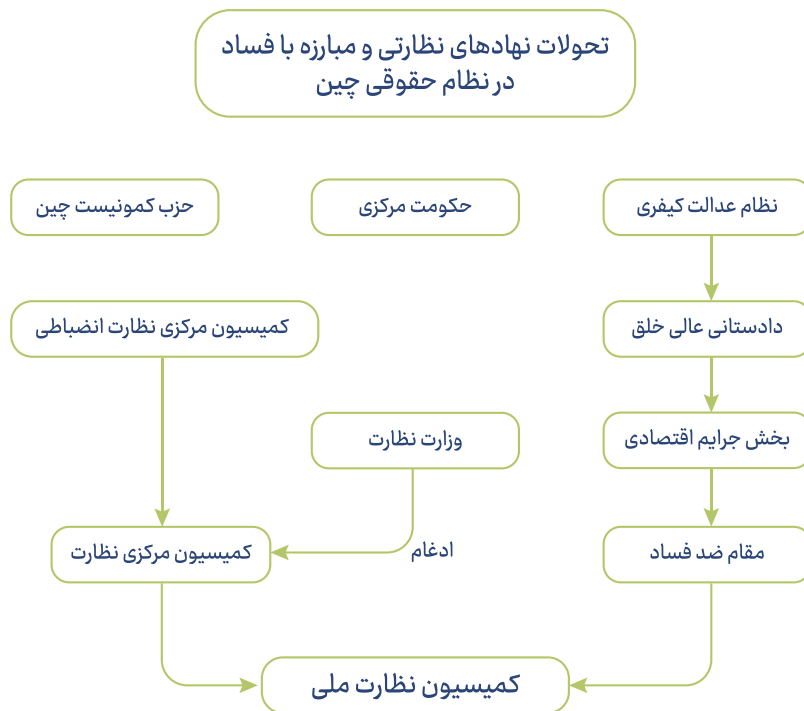 تحولات نهادهای نظارتی و مبارزه با فساد
در نظام حقوقی چین
نظام عدالت کیفری
حکومت مرکزی
حزب کمونیست چین
دادستانی عالی خلق
کمیسیون مرکزی نظارت انضباطی
بخش جرایم اقتصادی
وزارت نظارت
مقام ضد فساد
ادغام
کمیسیون مرکزی نظارت
کمیسیون نظارت ملی